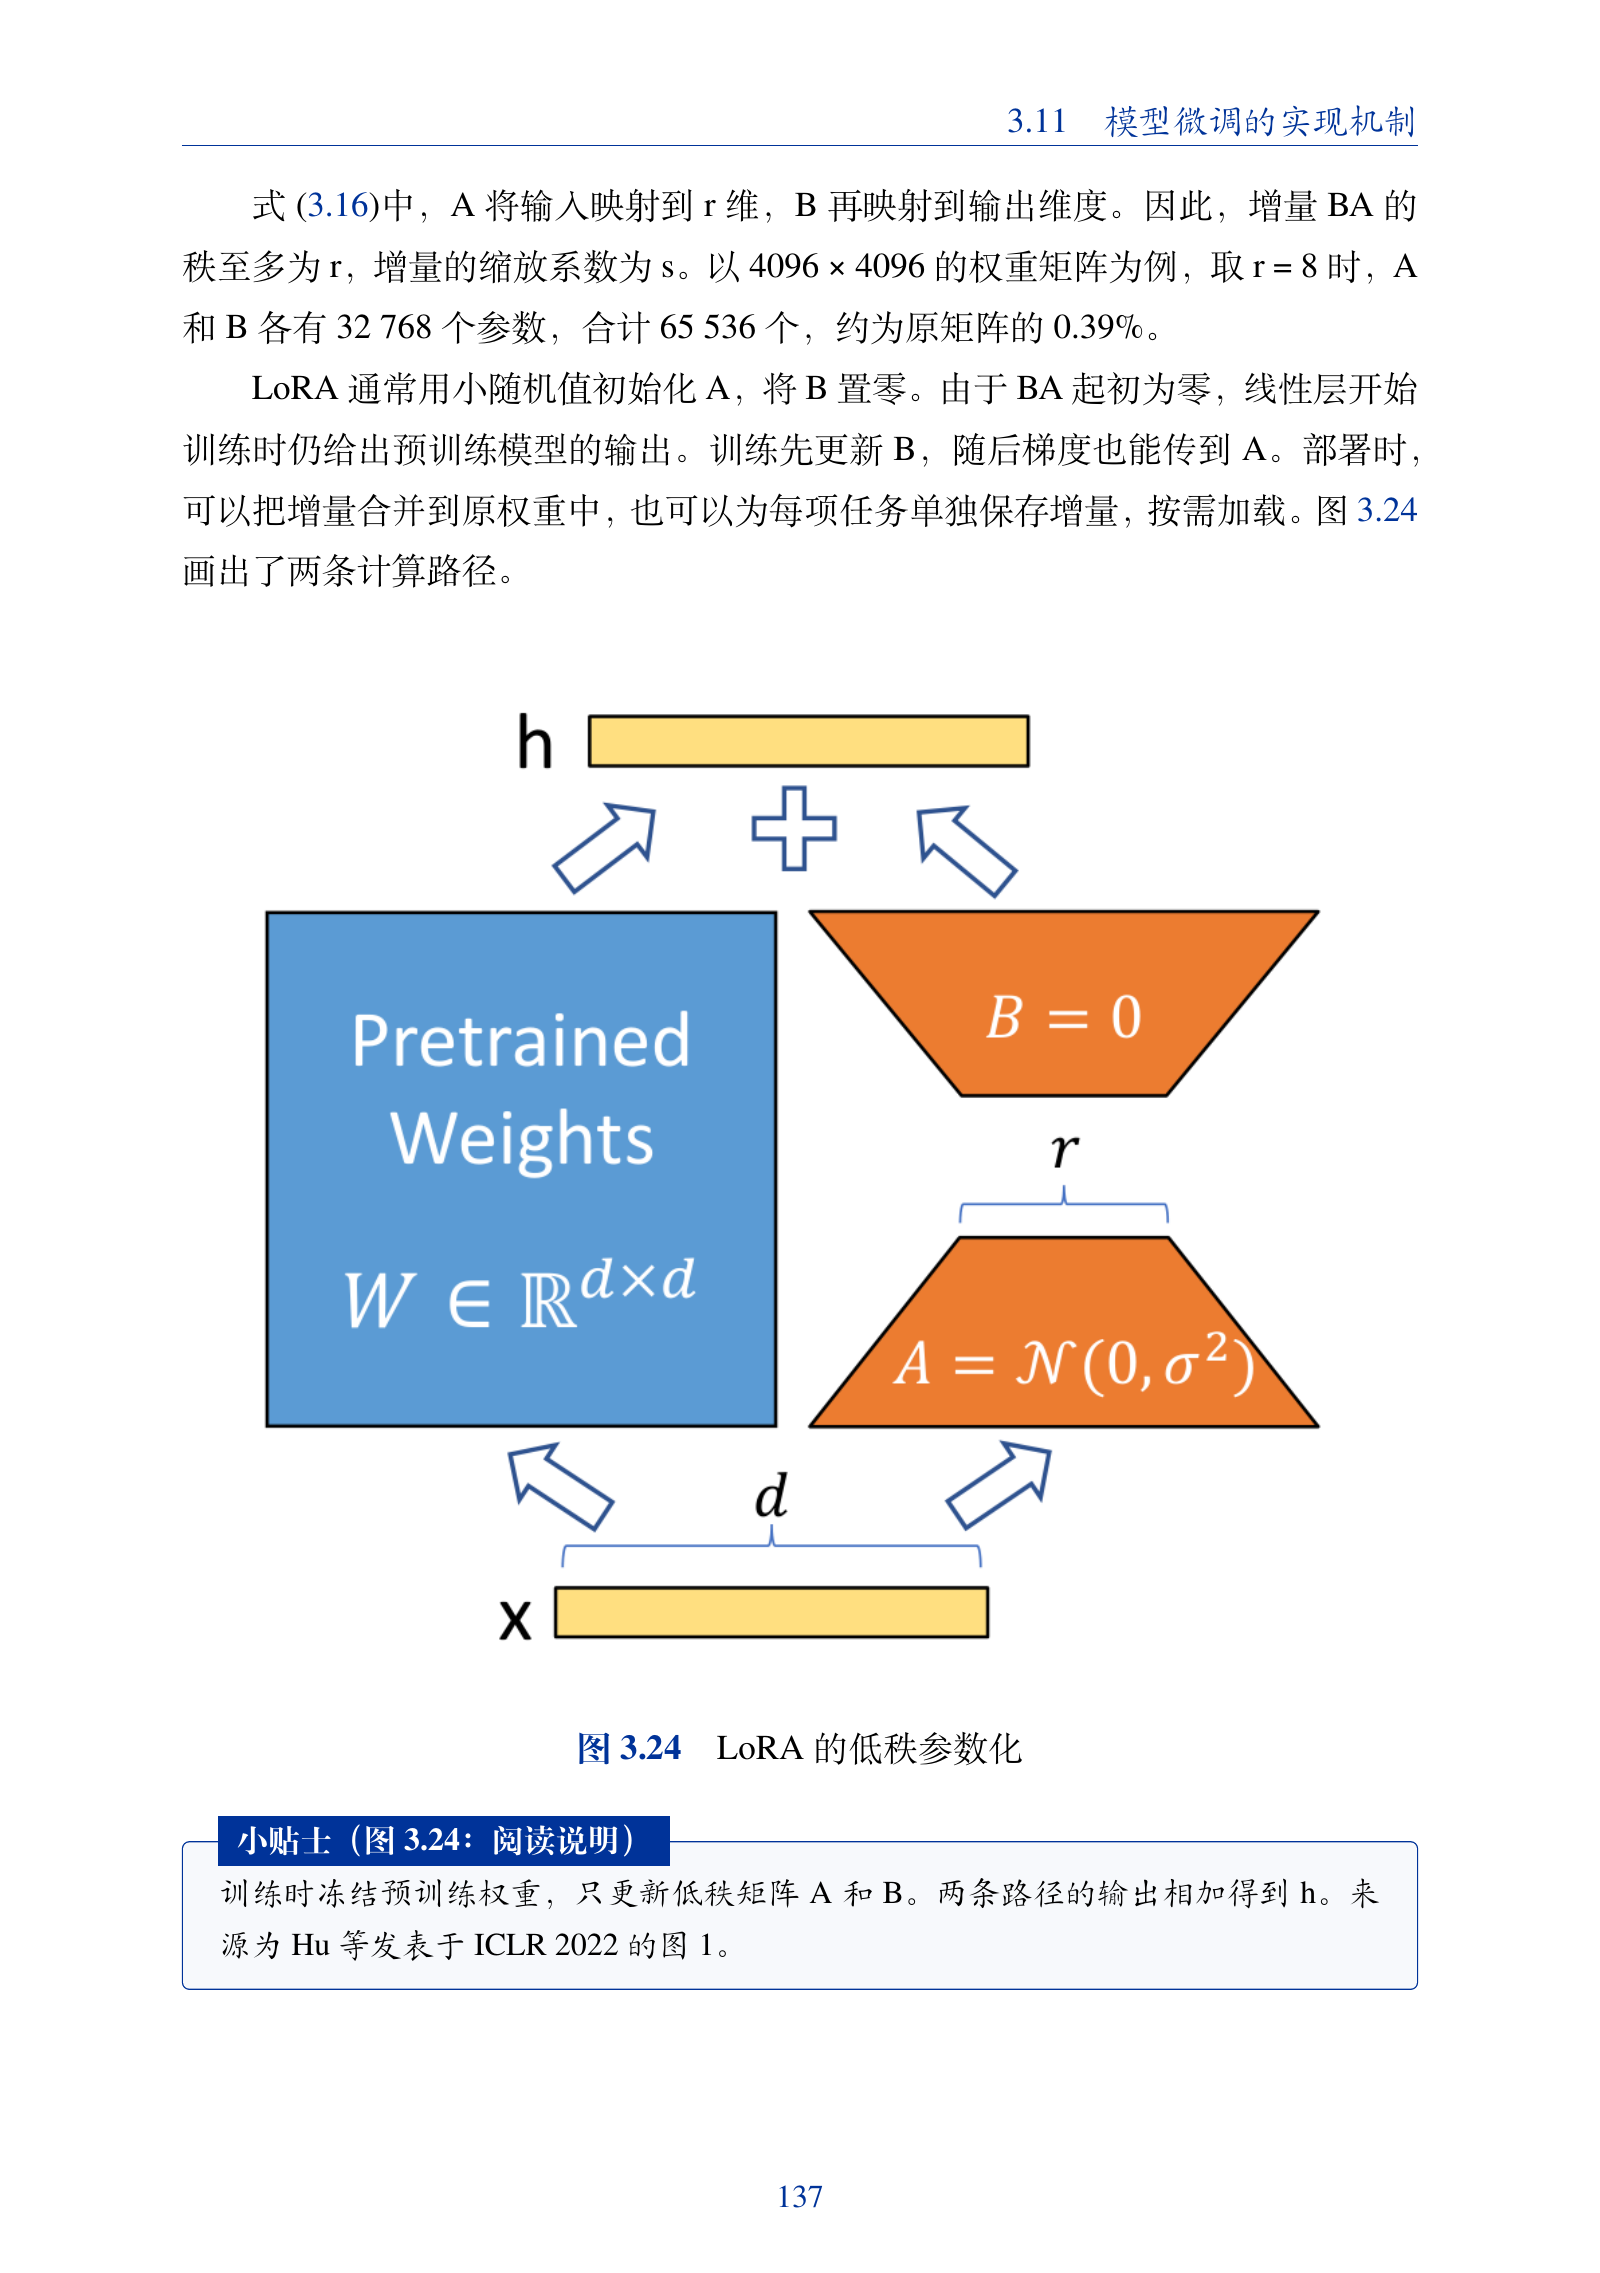 3.11 模型微调的实现机制
式 (3.16)中，A 将输入映射到 r 维，B 再映射到输出维度。因此，增量 BA 的
秩至多为 r，增量的缩放系数为 s。以 4096 × 4096 的权重矩阵为例，取 r = 8 时，A
和 B 各有 32 768 个参数，合计 65 536 个，约为原矩阵的 0.39%。
LoRA 通常用小随机值初始化 A，将 B 置零。由于 BA 起初为零，线性层开始
训练时仍给出预训练模型的输出。训练先更新 B，随后梯度也能传到 A。部署时，
可以把增量合并到原权重中，也可以为每项任务单独保存增量，按需加载。图 3.24
画出了两条计算路径。
h
Pretrained
Weights
W ∈ ℝ^{d×d}
B = 0
r
A = 𝒩(0, σ²)
d
x
图 3.24 LoRA 的低秩参数化
小贴士（图 3.24：阅读说明）
训练时冻结预训练权重，只更新低秩矩阵 A 和 B。两条路径的输出相加得到 h。来
源为 Hu 等发表于 ICLR 2022 的图 1。
137